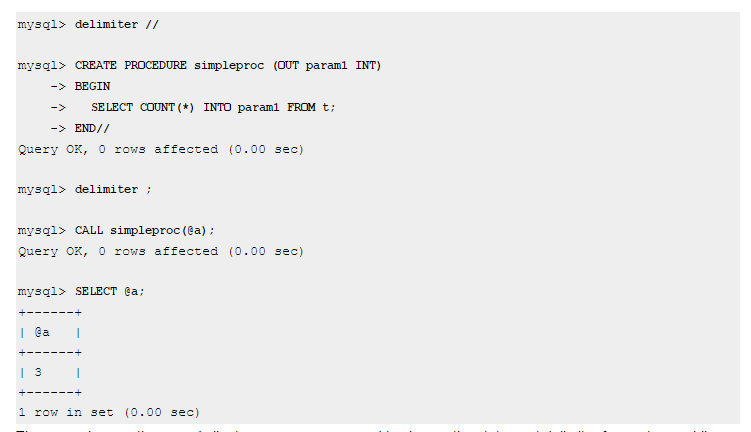 mysql> delimiter //
mysql> CREATE PROCEDURE simpleproc (OUT param1 INT)
-> BEGIN
-> SELECT COUNT(*) INTO param1 FROM t;
-> END//
Query OK, 0 rows affected (0.00 sec)
mysql> delimiter ;
mysql> CALL simpleproc(@a);
Query OK, 0 rows affected (0.00 sec)
mysql> SELECT @a;
+------+
| @a   |
+------+
| 3    |
+------+
1 row in set (0.00 sec)